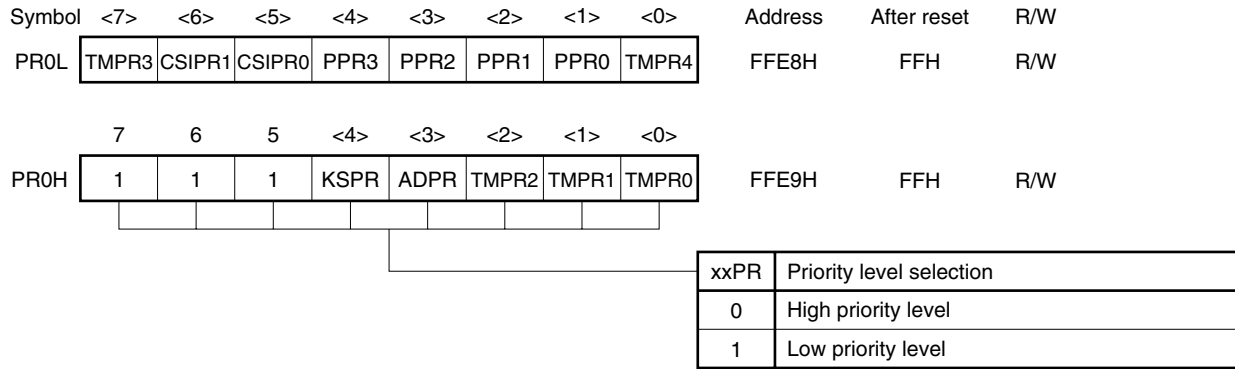 Symbol <7> <6> <5> <4> <3> <2> <1> <0> Address After reset R/W
PR0L TMPR3 CSIPR1 CSIPR0 PPR3 PPR2 PPR1 PPR0 TMPR4 FFE8H FFH R/W
7 6 5 <4> <3> <2> <1> <0>
PR0H 1 1 1 KSPR ADPR TMPR2 TMPR1 TMPR0 FFE9H FFH R/W
xxPR Priority level selection
0 High priority level
1 Low priority level